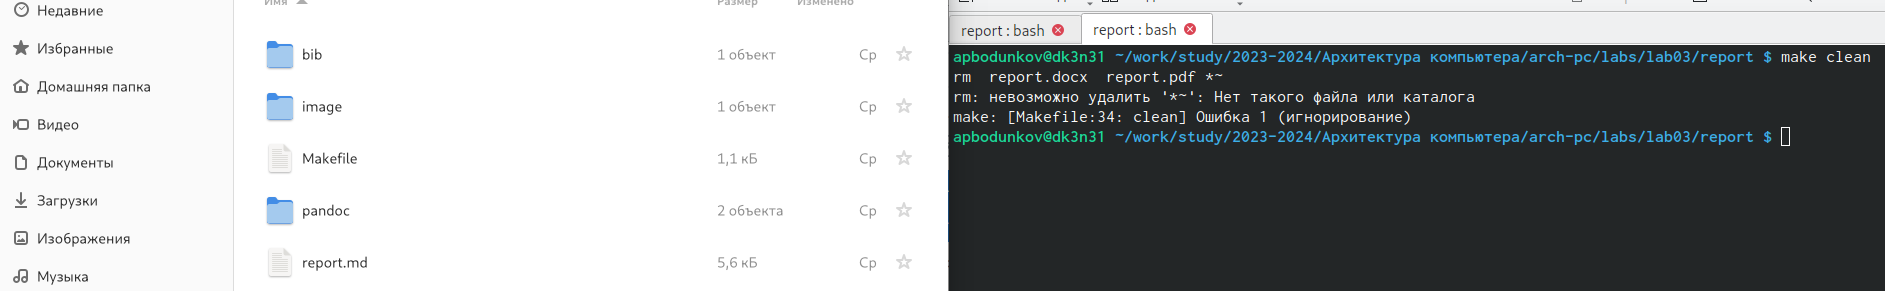 Недавние
Избранные
Домашняя папка
Видео
Документы
Загрузки
Изображения
Музыка
Имя Размер Изменено
bib 1 объект Ср
image 1 объект Ср
Makefile 1,1 кБ Ср
pandoc 2 объекта Ср
report.md 5,6 кБ Ср
report : bash report : bash
apbodunkov@dk3n31 ~/work/study/2023-2024/Архитектура компьютера/arch-pc/labs/lab03/report $ make clean
rm  report.docx  report.pdf *~
rm: невозможно удалить '*~': Нет такого файла или каталога
make: [Makefile:34: clean] Ошибка 1 (игнорирование)
apbodunkov@dk3n31 ~/work/study/2023-2024/Архитектура компьютера/arch-pc/labs/lab03/report $